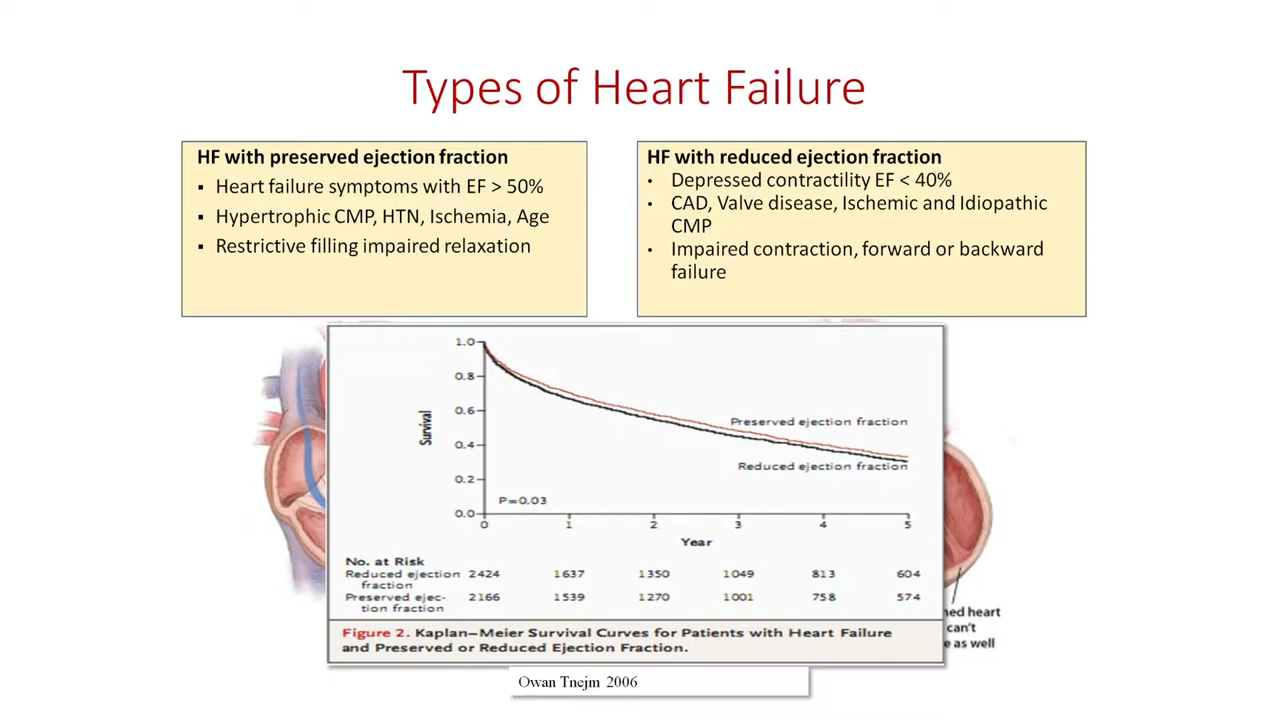 Types of Heart Failure
HF with preserved ejection fraction
▪ Heart failure symptoms with EF > 50%
▪ Hypertrophic CMP, HTN, Ischemia, Age
▪ Restrictive filling impaired relaxation
HF with reduced ejection fraction
• Depressed contractility EF < 40%
• CAD, Valve disease, Ischemic and Idiopathic
CMP
• Impaired contraction, forward or backward
failure
1.0
0.8
0.6
0.4
0.2
0.0
Survival
Preserved ejection fraction
Reduced ejection fraction
P=0.03
0 1 2 3 4 5
Year
No. at Risk
Reduced ejection 2424 1637 1350 1049 813 604
fraction
Preserved ejec- 2166 1539 1270 1001 758 574
tion fraction
Figure 2. Kaplan–Meier Survival Curves for Patients with Heart Failure
and Preserved or Reduced Ejection Fraction.
heart
can't
as well
Owan Tnejm 2006